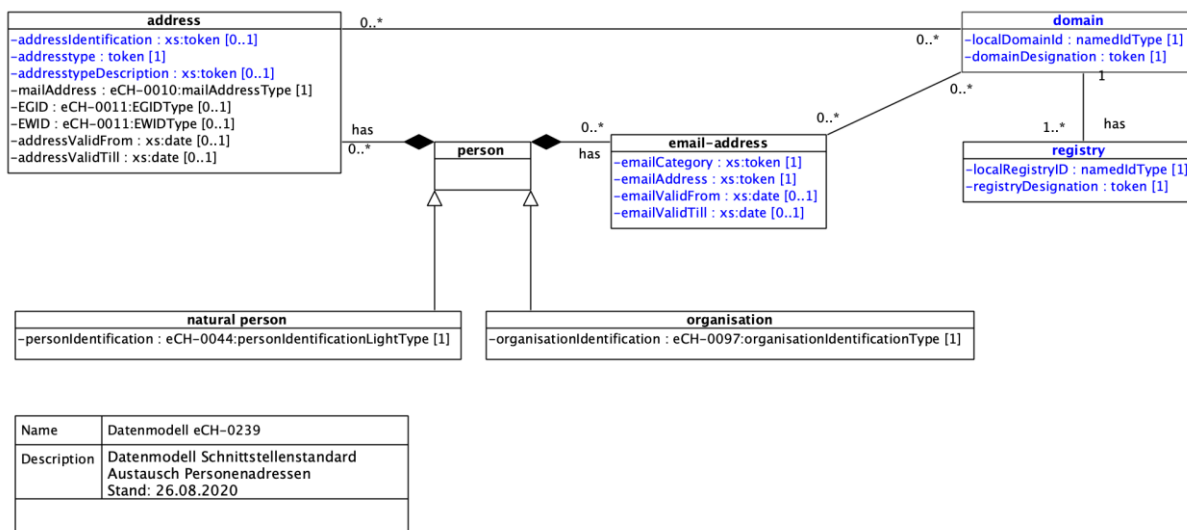 address
-addressIdentification : xs:token [0..1]
-addresstype : token [1]
-addresstypeDescription : xs:token [0..1]
-mailAddress : eCH-0010:mailAddressType [1]
-EGID : eCH-0011:EGIDType [0..1]
-EWID : eCH-0011:EWIDType [0..1]
-addressValidFrom : xs:date [0..1]
-addressValidTill : xs:date [0..1]
0..*
0..*
domain
-localDomainId : namedIdType [1]
-domainDesignation : token [1]
1
0..*
has
0..*
person
0..*
has
0..*
email-address
-emailCategory : xs:token [1]
-emailAddress : xs:token [1]
-emailValidFrom : xs:date [0..1]
-emailValidTill : xs:date [0..1]
1..*
has
registry
-localRegistryID : namedIdType [1]
-registryDesignation : token [1]
natural person
-personIdentification : eCH-0044:personIdentificationLightType [1]
organisation
-organisationIdentification : eCH-0097:organisationIdentificationType [1]
Name Datenmodell eCH-0239
Description Datenmodell Schnittstellenstandard
Austausch Personenadressen
Stand: 26.08.2020